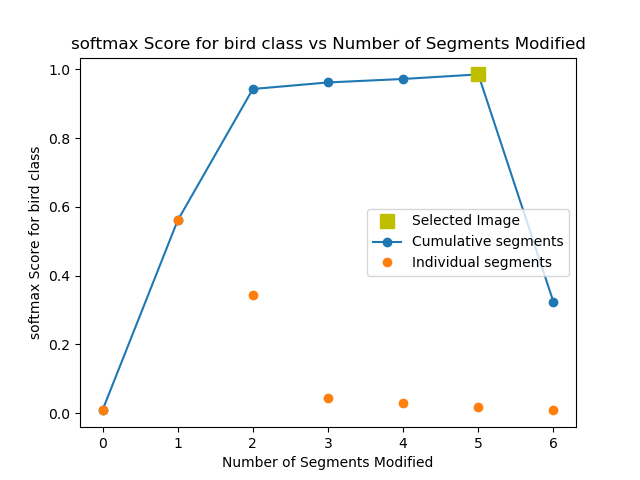 softmax Score for bird class vs Number of Segments Modified
softmax Score for bird class
1.0
0.8
0.6
0.4
0.2
0.0
Selected Image
Cumulative segments
Individual segments
0 1 2 3 4 5 6
Number of Segments Modified